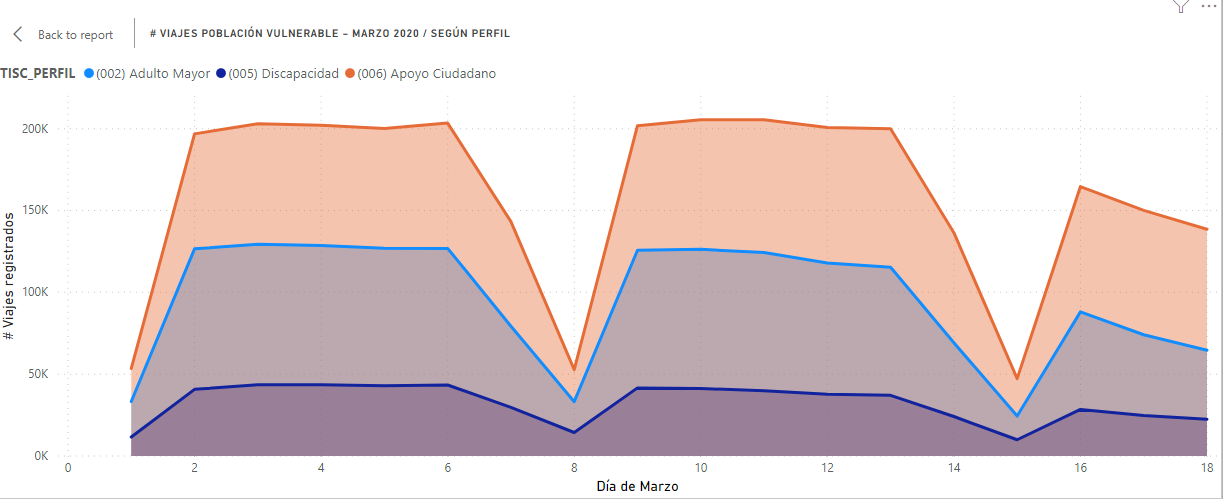 Back to report
# VIAJES POBLACIÓN VULNERABLE – MARZO 2020 / SEGÚN PERFIL
TISC_PERFIL (002) Adulto Mayor (005) Discapacidad (006) Apoyo Ciudadano
# Viajes registrados
200K
150K
100K
50K
0K
0 2 4 6 8 10 12 14 16 18
Día de Marzo